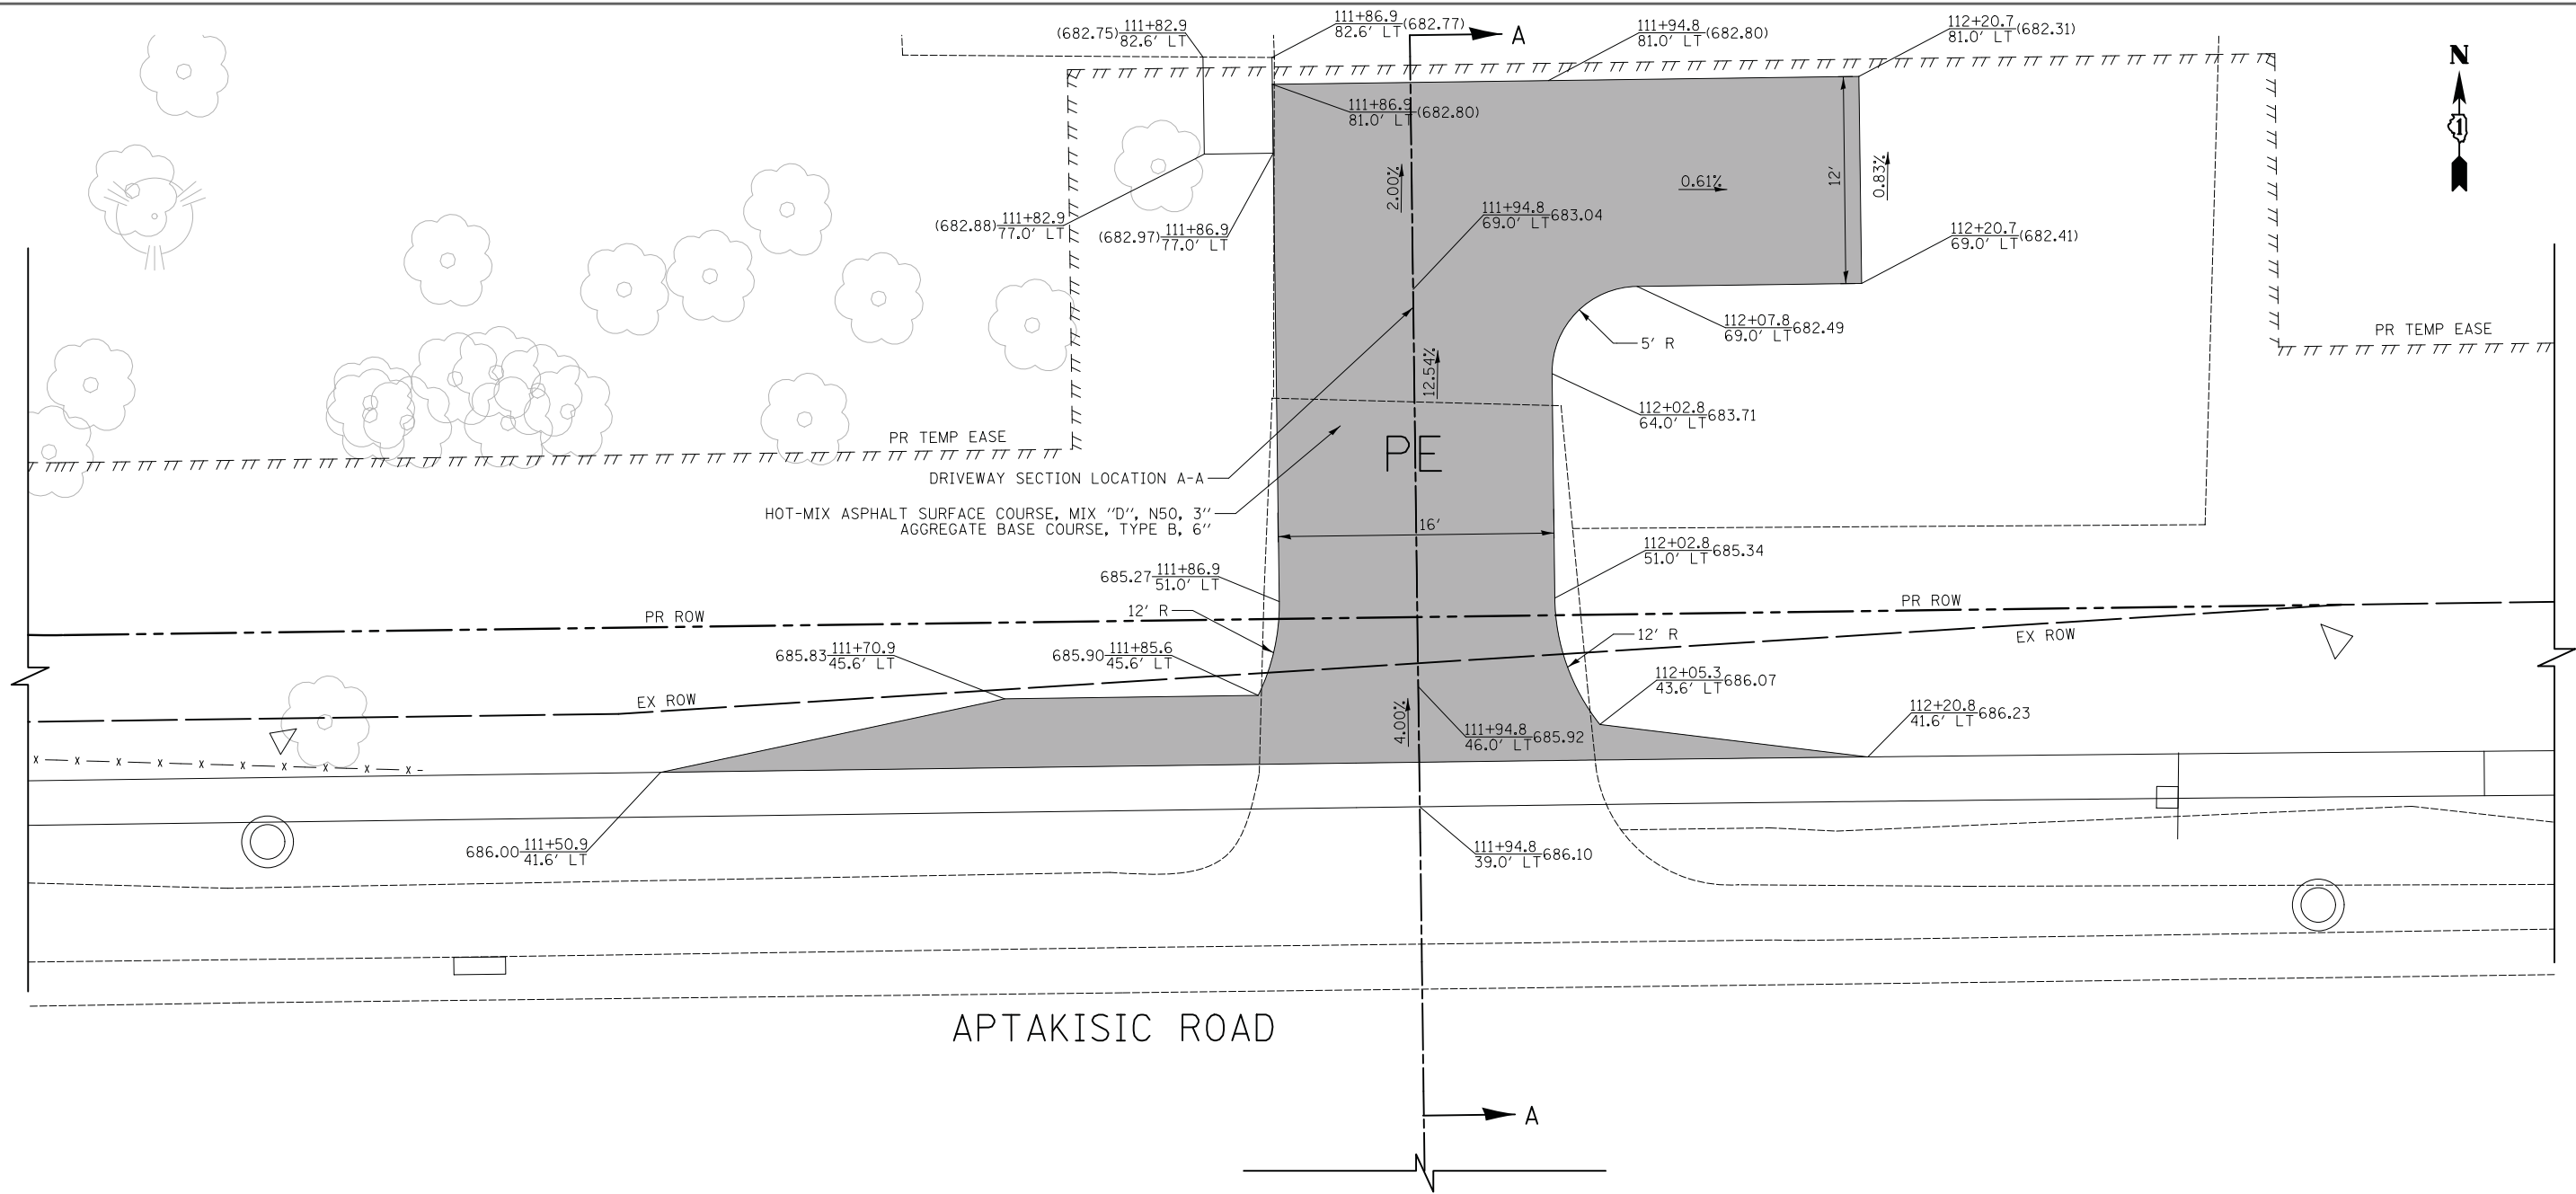 111+82.9
(682.75)
82.6' LT
111+86.9
(682.77)
82.6' LT
A
111+94.8
(682.80)
81.0' LT
112+20.7
(682.31)
81.0' LT
N
1
111+86.9
(682.80)
81.0' LT
2.00%
0.61%
12'
0.83%
(682.88)
111+82.9
77.0' LT
(682.97)
111+86.9
77.0' LT
111+94.8
683.04
69.0' LT
112+20.7
(682.41)
69.0' LT
112+07.8
682.49
69.0' LT
5' R
PR TEMP EASE
12.54%
112+02.8
683.71
64.0' LT
PR TEMP EASE
PE
DRIVEWAY SECTION LOCATION A-A
HOT-MIX ASPHALT SURFACE COURSE, MIX "D", N50, 3"
AGGREGATE BASE COURSE, TYPE B, 6"
16'
112+02.8
685.34
51.0' LT
685.27
111+86.9
51.0' LT
12' R
PR ROW
PR ROW
12' R
EX ROW
685.83
111+70.9
45.6' LT
685.90
111+85.6
45.6' LT
112+05.3
686.07
43.6' LT
EX ROW
4.00%
111+94.8
685.92
46.0' LT
112+20.8
686.23
41.6' LT
x x x x x x x x x x
686.00
111+50.9
41.6' LT
111+94.8
686.10
39.0' LT
APTAKISIC ROAD
A